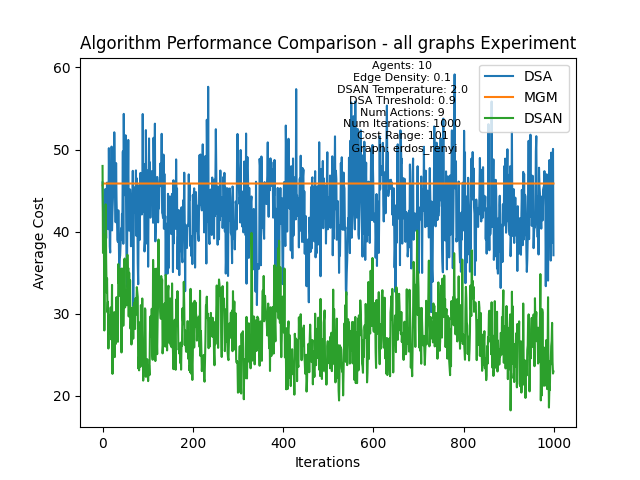 Algorithm Performance Comparison - all graphs Experiment
Agents: 10
Edge Density: 0.1
DSAN Temperature: 2.0
DSA Threshold: 0.9
Num Actions: 9
Num Iterations: 1000
Cost Range: 101
Graph: erdos_renyi
DSA
MGM
DSAN
Average Cost
60
50
40
30
20
0
200
400
600
800
1000
Iterations